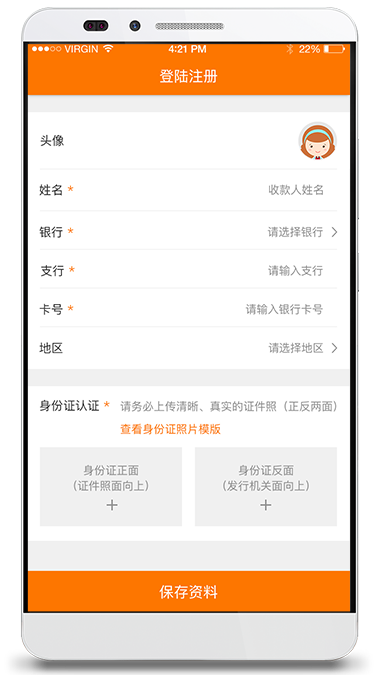 VIRGIN 4:21 PM 22%
登陆注册
头像
姓名 * 收款人姓名
银行 * 请选择银行
支行 * 请输入支行
卡号 * 请输入银行卡号
地区 请选择地区
身份证认证 * 请务必上传清晰、真实的证件照（正反两面）
查看身份证照片模版
身份证正面 身份证反面
（证件照面向上） （发行机关面向上）
+ +
保存资料